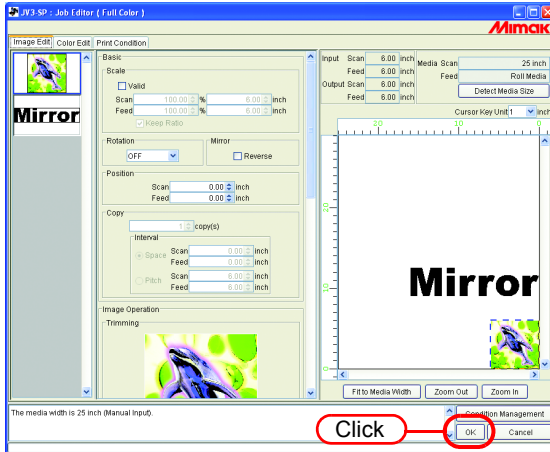 JV3-SP : Job Editor ( Full Color )
Mimaki
Image Edit Color Edit Print Condition
Basic
Scale
Valid
Scan 100.00 % 6.00 inch
Feed 100.00 % 6.00 inch
Keep Ratio
Rotation
OFF
Mirror
Reverse
Position
Scan 0.00 inch
Feed 0.00 inch
Copy
1 copy(s)
Interval
Space
Scan 0.00 inch
Feed 0.00 inch
Pitch
Scan 6.00 inch
Feed 6.00 inch
Image Operation
Trimming
Mirror
Input Scan 6.00 inch
Feed 6.00 inch
Output Scan 6.00 inch
Feed 6.00 inch
Media Scan 25 inch
Feed Roll Media
Detect Media Size
Cursor Key Unit 1 inch
20 10 0
20
10
0
Mirror
Fit to Media Width Zoom Out Zoom In
The media width is 25 inch (Manual Input).
Condition Management
Click
OK Cancel